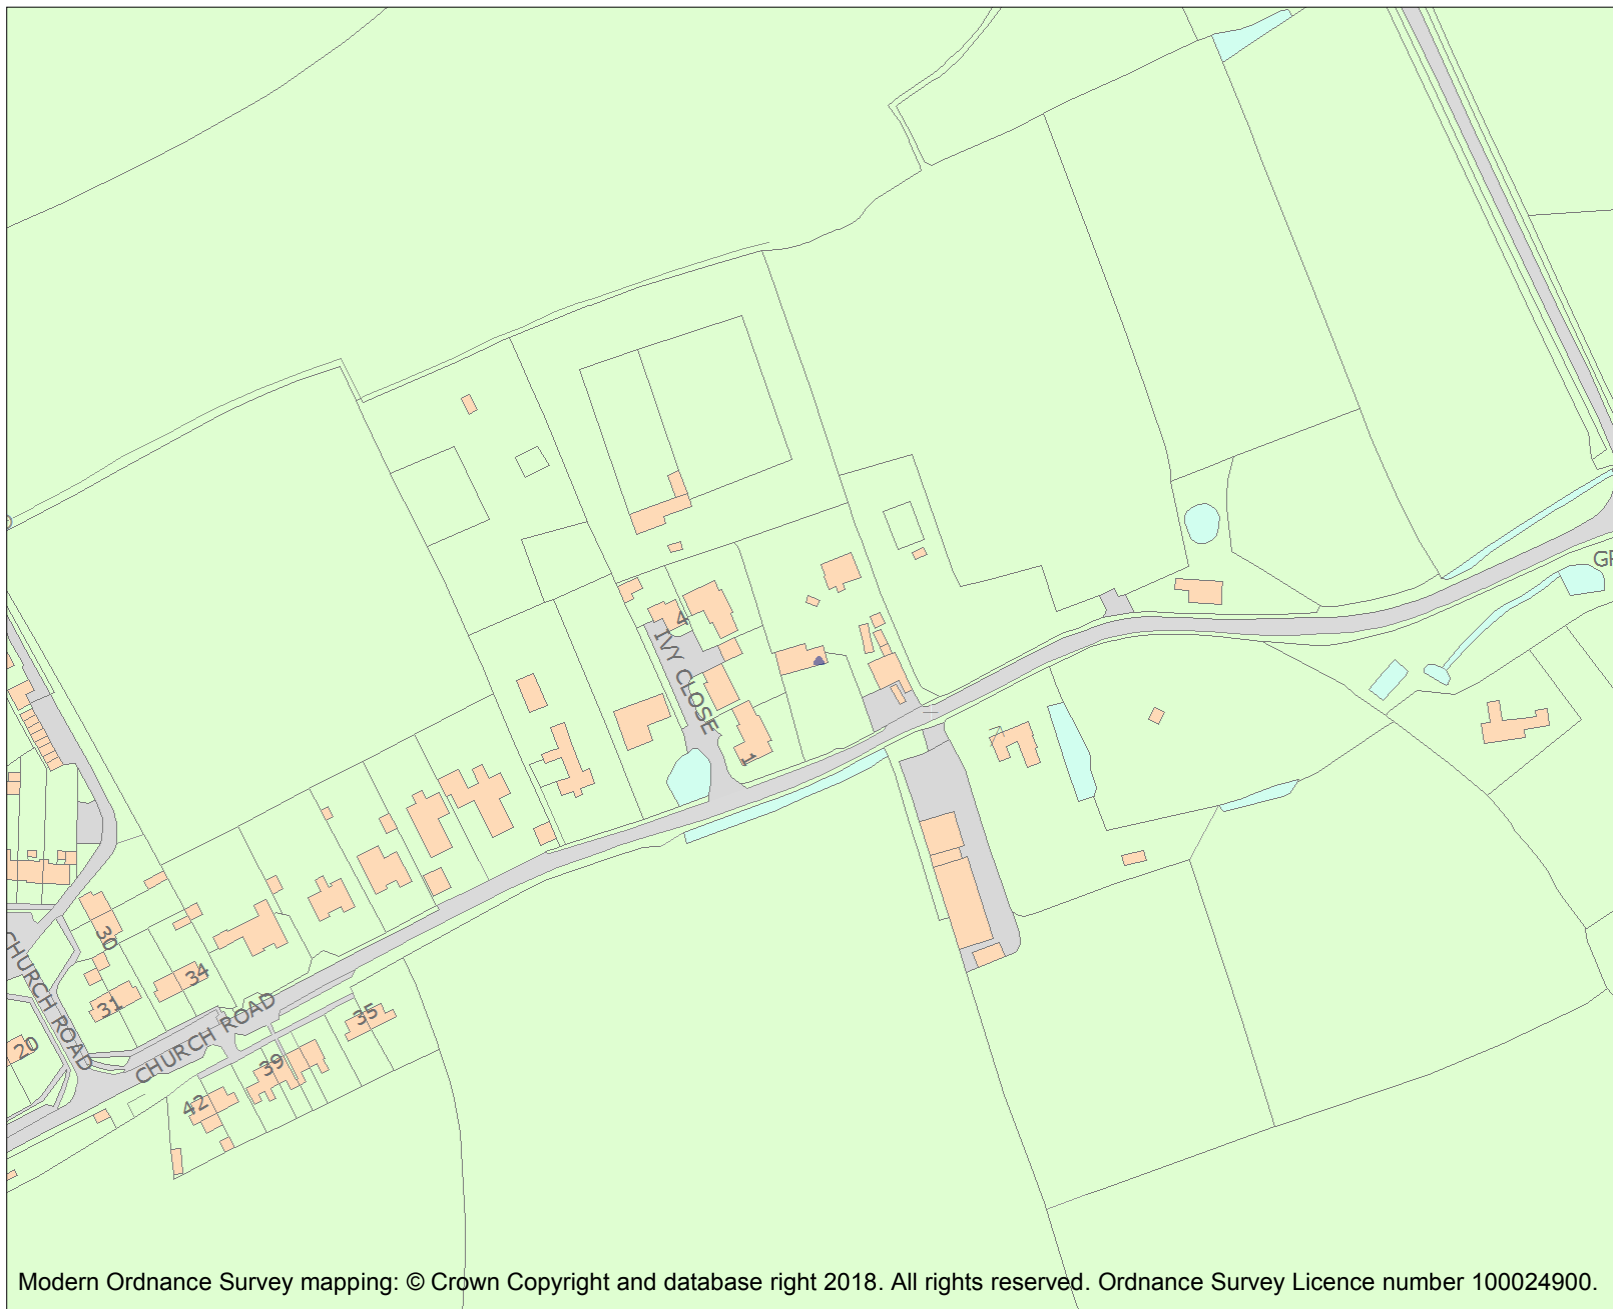 4
IVY CLOSE
1
30
34
31
CHURCH ROAD
20
CHURCH ROAD
35
39
42
Modern Ordnance Survey mapping: © Crown Copyright and database right 2018. All rights reserved. Ordnance Survey Licence number 100024900.